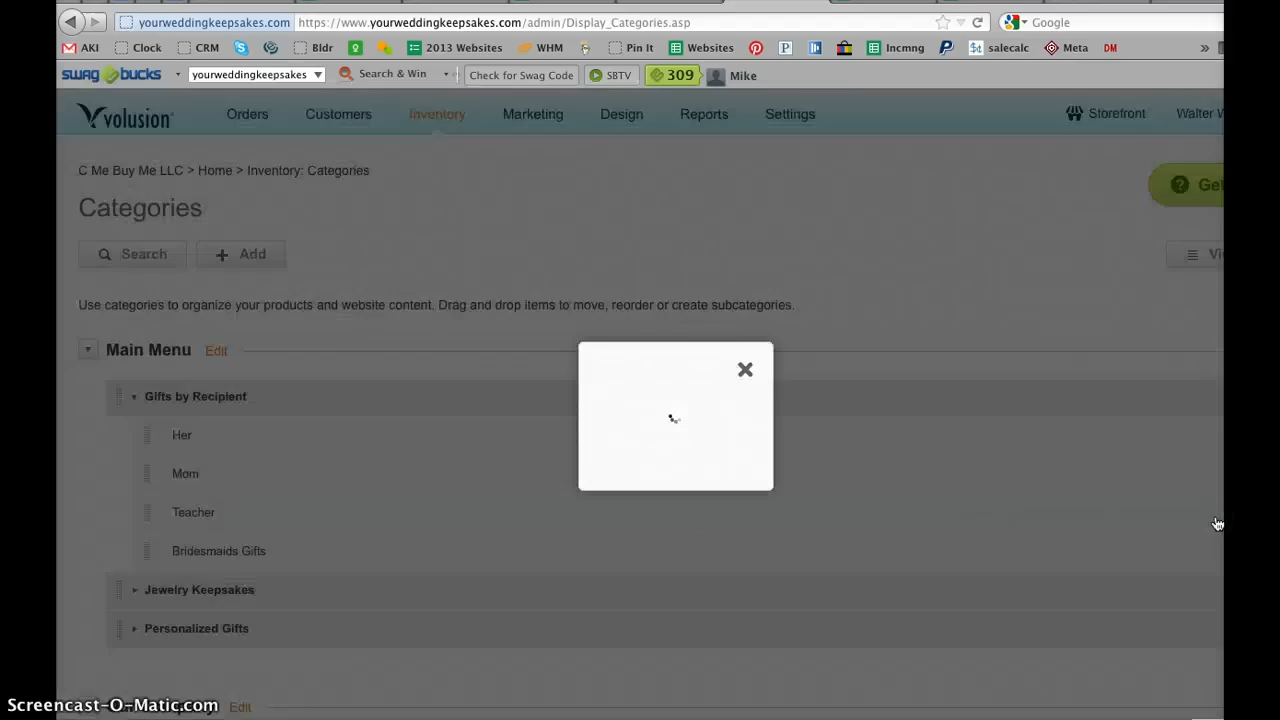 yourweddingkeepsakes.com https://www.yourweddingkeepsakes.com/admin/Display_Categories.asp Google
AKI Clock CRM Bldr 2013 Websites WHM Pin It Websites Incmng salecalc Meta DM »
swagbucks yourweddingkeepsakes Search & Win Check for Swag Code SBTV 309 Mike
volusion Orders Customers Inventory Marketing Design Reports Settings Storefront Walter W
C Me Buy Me LLC > Home > Inventory: Categories
Categories
Search + Add
Use categories to organize your products and website content. Drag and drop items to move, reorder or create subcategories.
Main Menu Edit
Gifts by Recipient
Her
Mom
Teacher
Bridesmaids Gifts
Jewelry Keepsakes
Personalized Gifts
Edit
Screencast-O-Matic.com